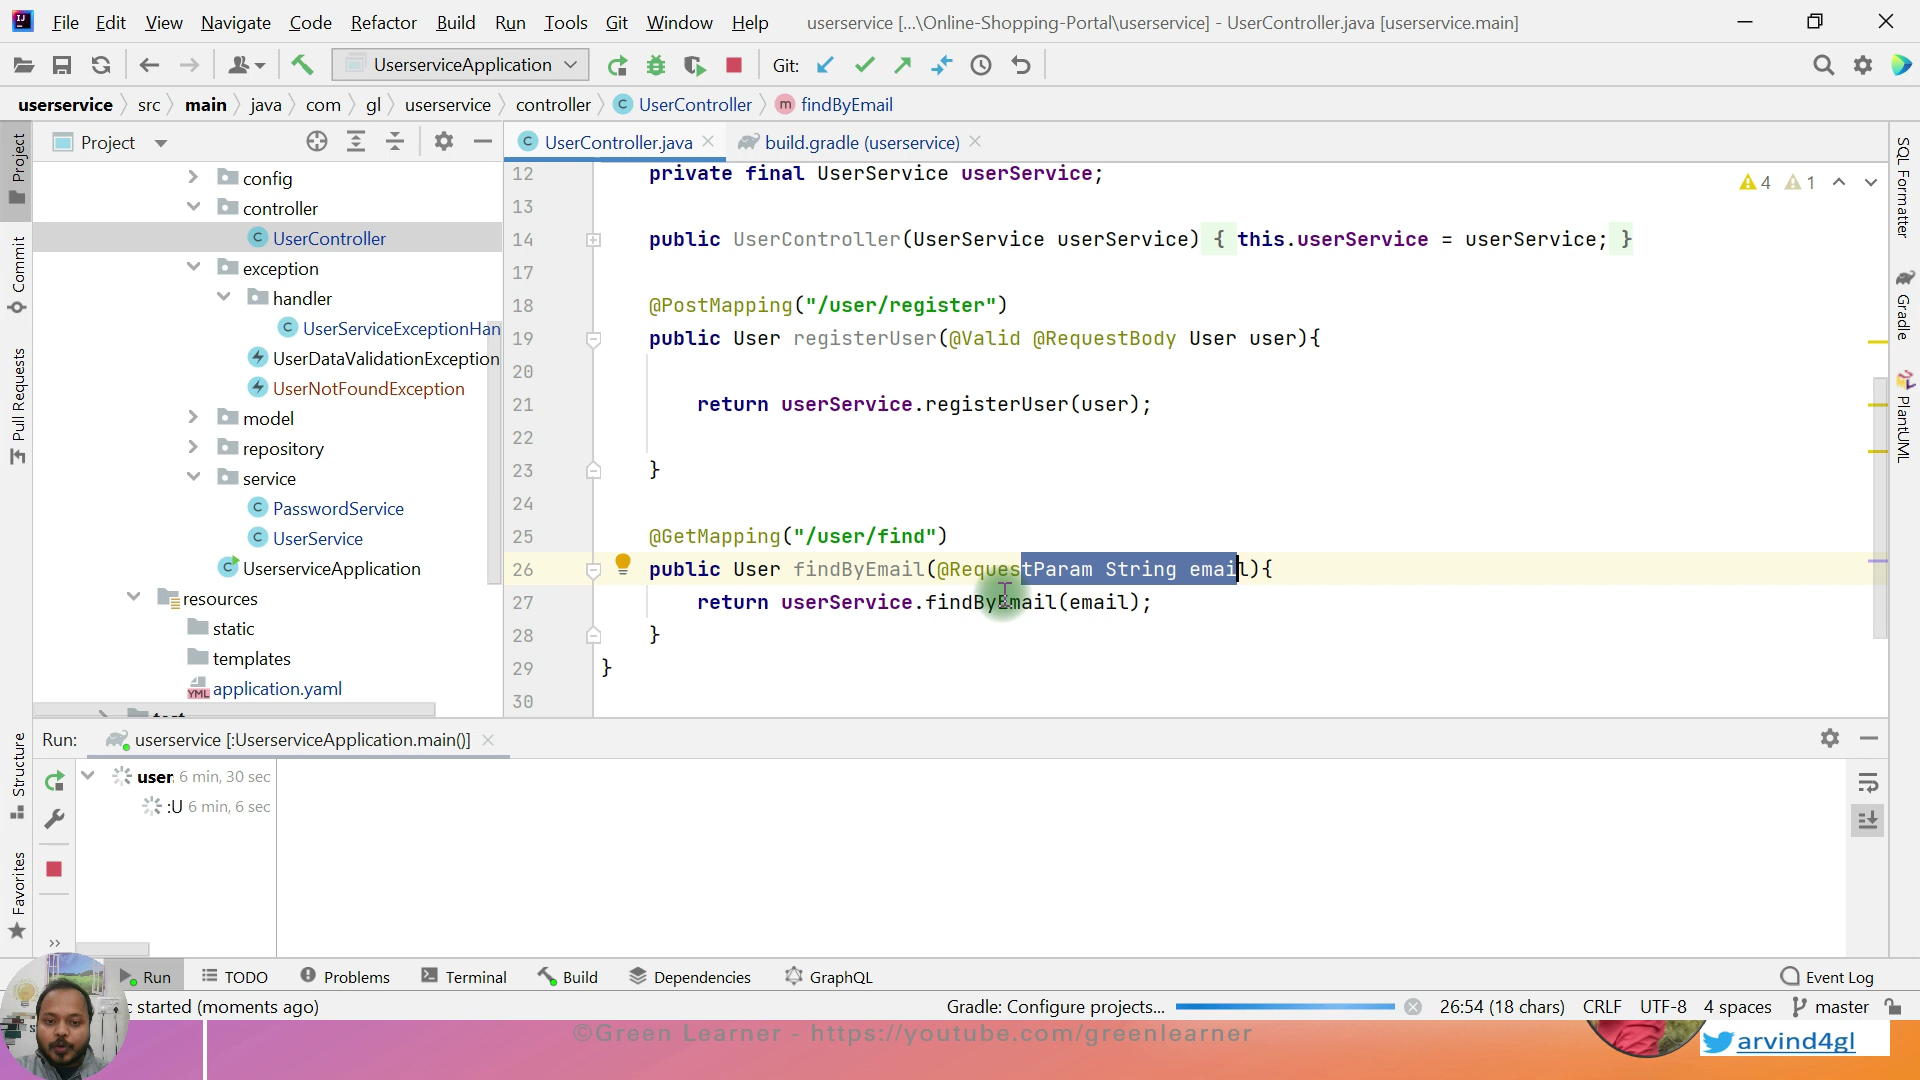 File Edit View Navigate Code Refactor Build Run Tools Git Window Help userservice [...\Online-Shopping-Portal\userservice] - UserController.java [userservice.main]
UserserviceApplication Git:
userservice src main java com gl userservice controller UserController findByEmail
Project UserController.java build.gradle (userservice)
config
controller
UserController
exception
handler
UserServiceExceptionHan
UserDataValidationException
UserNotFoundException
model
repository
service
PasswordService
UserService
UserserviceApplication
resources
static
templates
application.yaml
4 1
12 private final UserService userService;
13
14 public UserController(UserService userService) { this.userService = userService; }
17
18 @PostMapping("/user/register")
19 public User registerUser(@Valid @RequestBody User user){
20
21 return userService.registerUser(user);
22
23 }
24
25 @GetMapping("/user/find")
26 public User findByEmail(@RequestParam String email){
27 return userService.findByEmail(email);
28 }
29 }
30
Project
Commit
Pull Requests
Structure
Favorites
SQL Formatter
Gradle
PlantUML
Run: userservice [:UserserviceApplication.main()]
user 6 min, 30 sec
:U 6 min, 6 sec
Run TODO Problems Terminal Build Dependencies GraphQL Event Log
c started (moments ago) Gradle: Configure projects... 26:54 (18 chars) CRLF UTF-8 4 spaces master
©Green Learner - https://youtube.com/greenlearner
arvind4gl